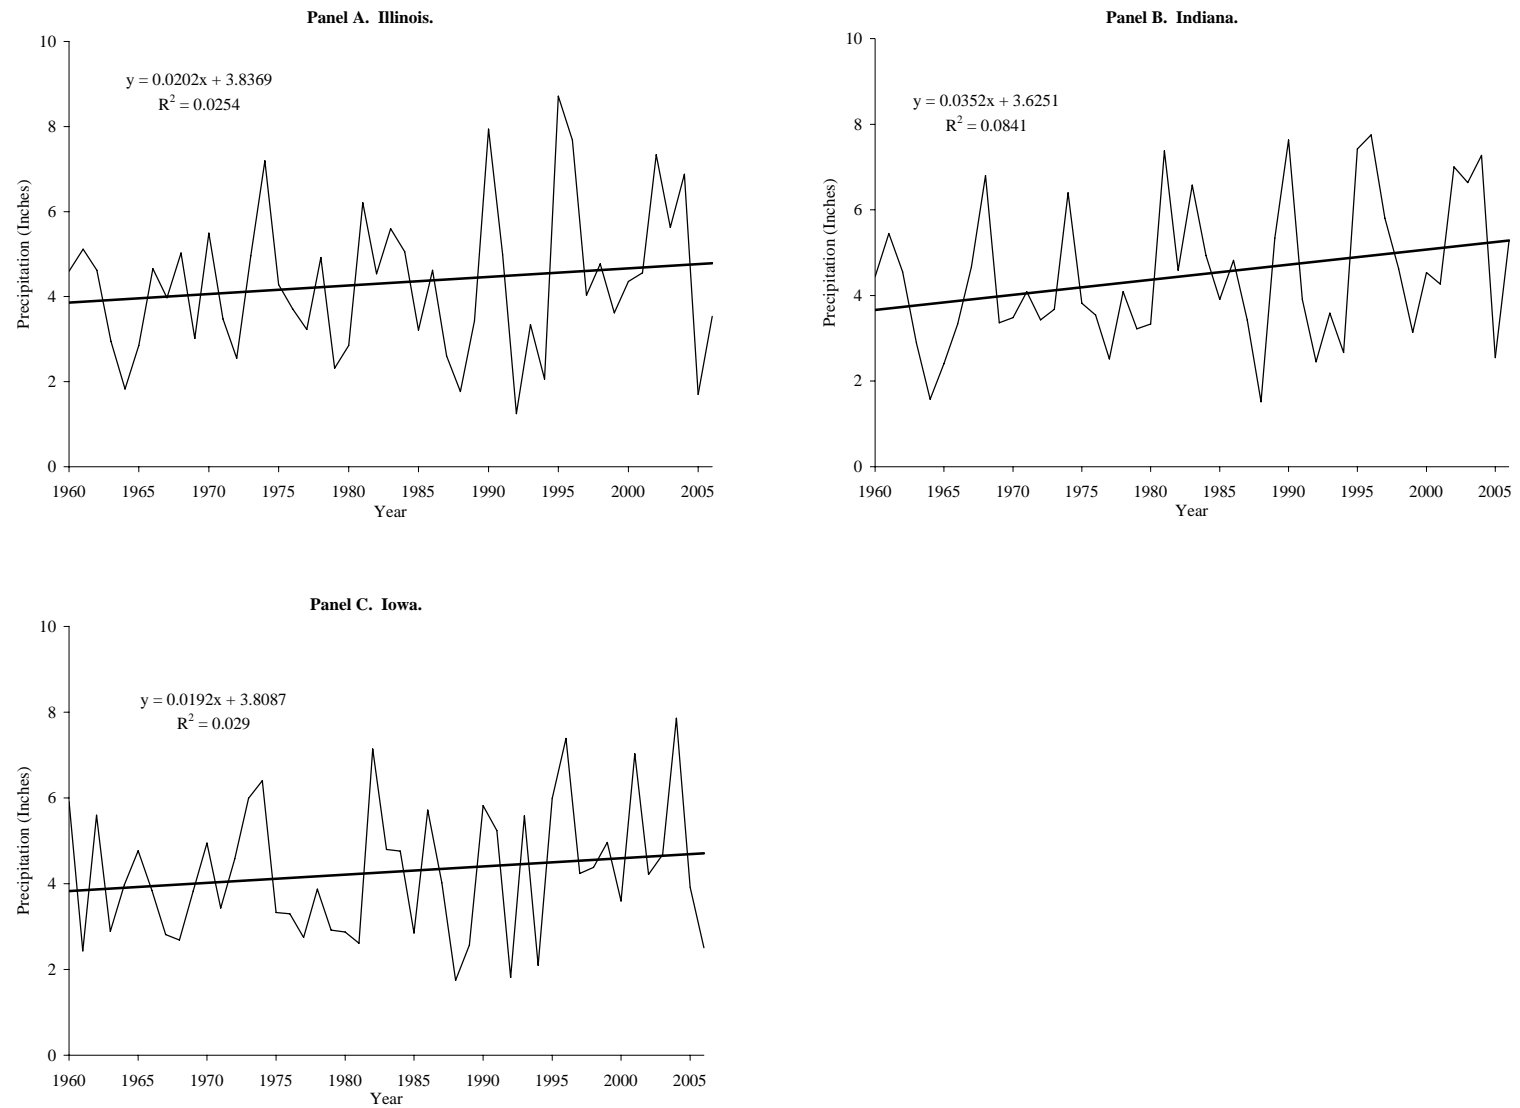 Panel A.  Illinois.
y = 0.0202x + 3.8369
R² = 0.0254
Precipitation (Inches)
10
8
6
4
2
0
1960 1965 1970 1975 1980 1985 1990 1995 2000 2005
Year
Panel B.  Indiana.
y = 0.0352x + 3.6251
R² = 0.0841
Precipitation (Inches)
10
8
6
4
2
0
1960 1965 1970 1975 1980 1985 1990 1995 2000 2005
Year
Panel C.  Iowa.
y = 0.0192x + 3.8087
R² = 0.029
Precipitation (Inches)
10
8
6
4
2
0
1960 1965 1970 1975 1980 1985 1990 1995 2000 2005
Year